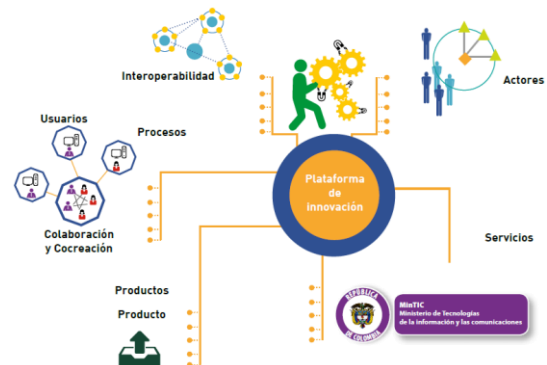 Interoperabilidad
Actores
Usuarios
Procesos
Plataforma
de
innovación
Colaboración
y Cocreación
Servicios
Productos
Producto
REPÚBLICA
DE COLOMBIA
MinTIC
Ministerio de Tecnologías
de la información y las comunicaciones